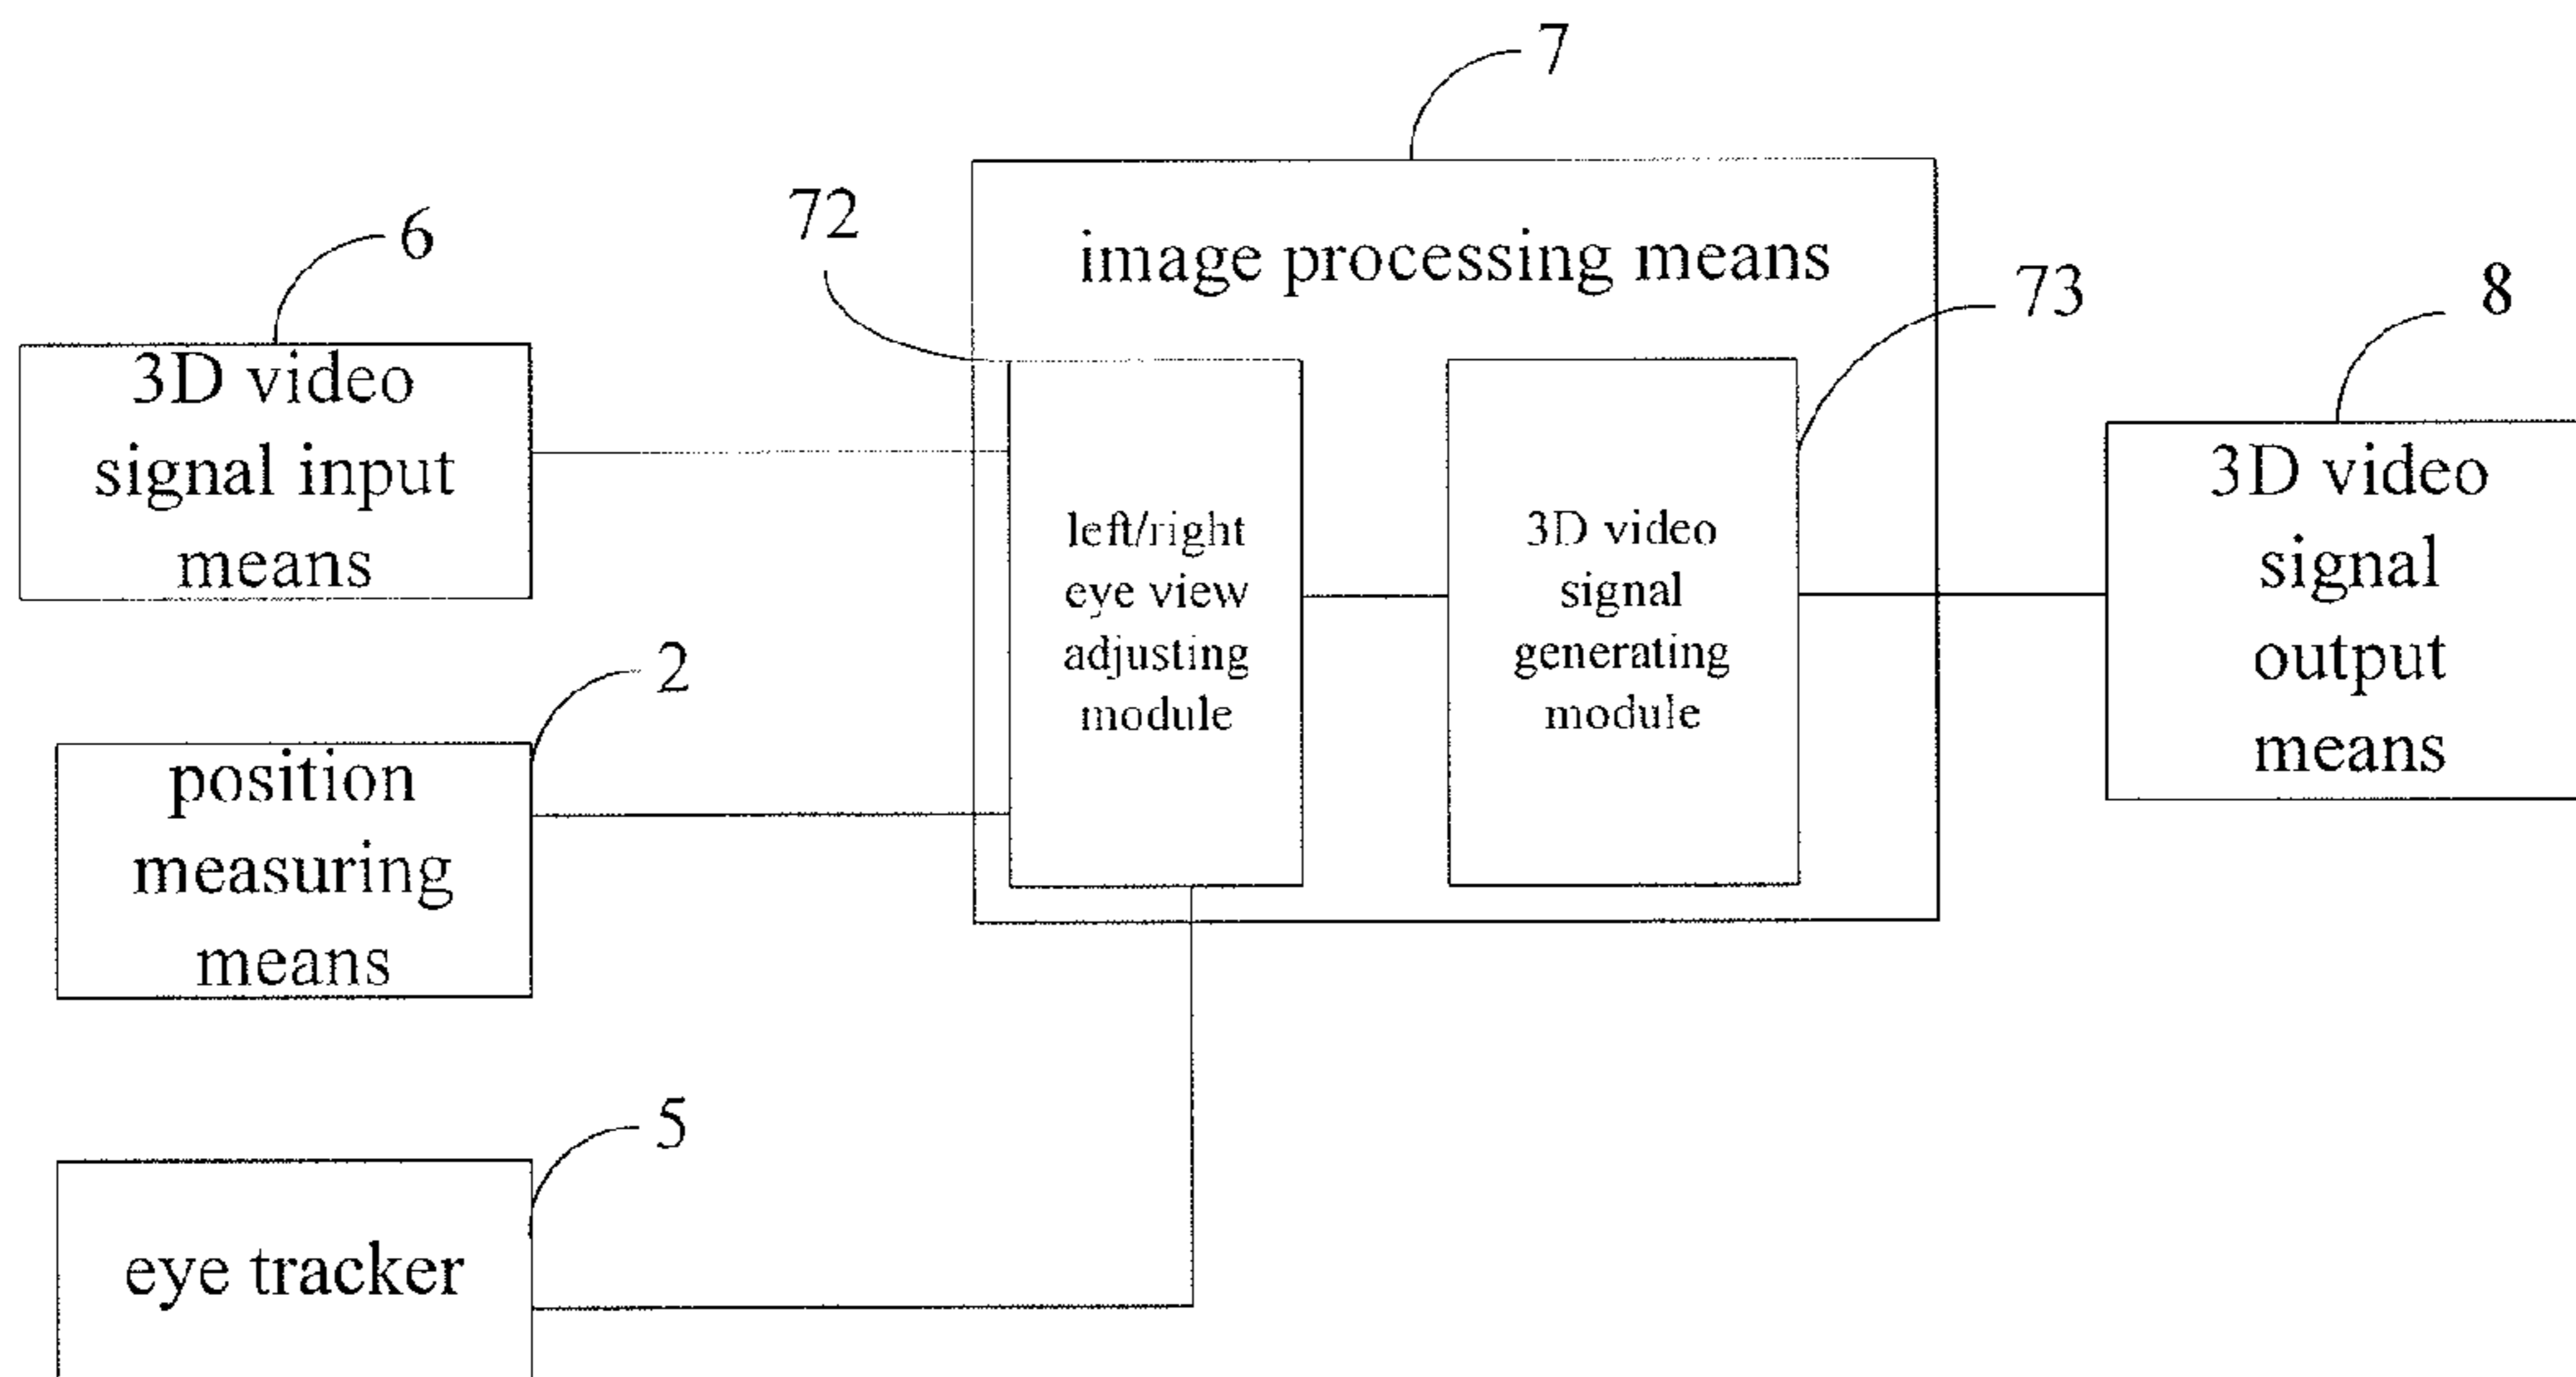 7
6
72
image processing means
73
8
3D video
signal input
means
left/right
eye view
adjusting
module
3D video
signal
generating
module
3D video
signal
output
means
2
position
measuring
means
5
eye tracker